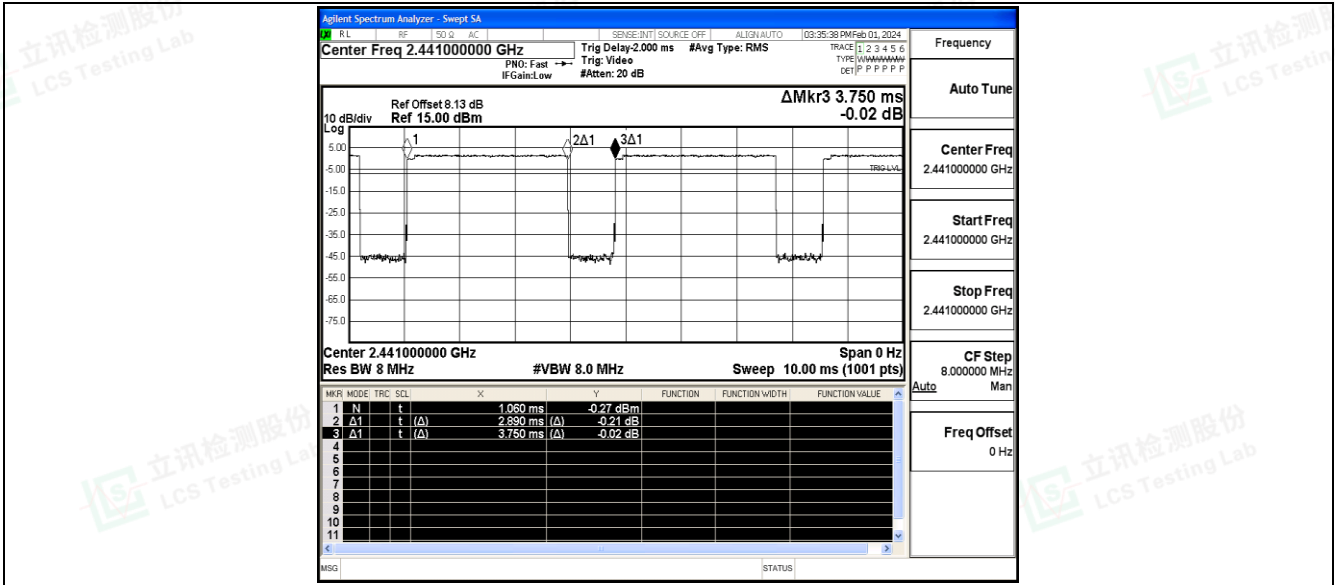 Agilent Spectrum Analyzer - Swept SA
RL RF 50 Ω AC SENSE:INT SOURCE OFF ALIGN AUTO 03:35:38 PM Feb 01, 2024
Center Freq 2.441000000 GHz
Trig Delay-2.000 ms #Avg Type: RMS
TRACE 1 2 3 4 5 6
PNO: Fast Trig: Video
TYPE
IFGain:Low #Atten: 20 dB
DET P P P P P P
Frequency
Auto Tune
ΔMkr3 3.750 ms
-0.02 dB
Ref Offset 8.13 dB
10 dB/div Ref 15.00 dBm
Log
1
2Δ1
3Δ1
5.00
-5.00
TRIG LVL
-15.0
-25.0
-35.0
-45.0
-55.0
-65.0
-75.0
Center Freq
2.441000000 GHz
Start Freq
2.441000000 GHz
Stop Freq
2.441000000 GHz
CF Step
8.000000 MHz
Auto Man
Freq Offset
0 Hz
Center 2.441000000 GHz Span 0 Hz
Res BW 8 MHz #VBW 8.0 MHz Sweep 10.00 ms (1001 pts)
MKR MODE TRC SCL X Y FUNCTION FUNCTION WIDTH FUNCTION VALUE
1 N t 1.060 ms -0.27 dBm
2 Δ1 t (Δ) 2.890 ms (Δ) -0.21 dB
3 Δ1 t (Δ) 3.750 ms (Δ) -0.02 dB
4
5
6
7
8
9
10
11
MSG STATUS
立讯检测股份
LCS Testing Lab
立讯检测股份
LCS Testing Lab
立讯检测股份
LCS Testing Lab